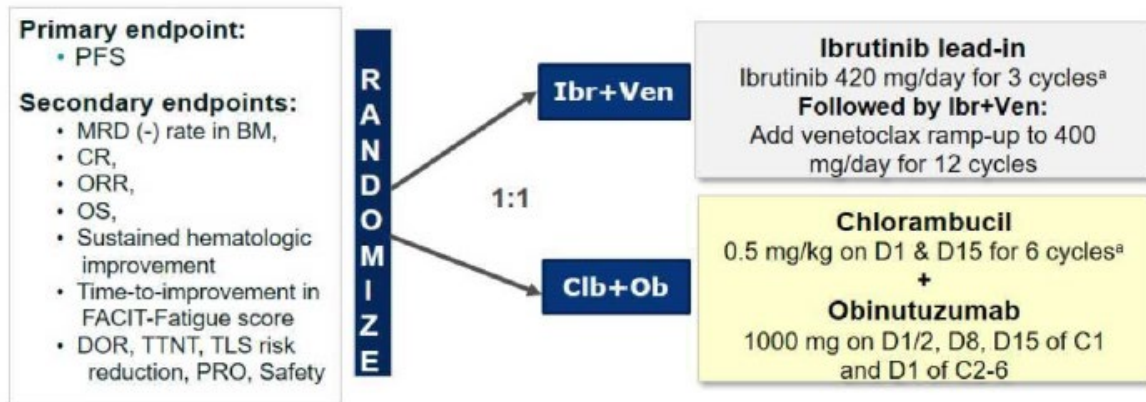 Primary endpoint:
• PFS
Secondary endpoints:
• MRD (-) rate in BM,
• CR,
• ORR,
• OS,
• Sustained hematologic
improvement
• Time-to-improvement in
FACIT-Fatigue score
• DOR, TTNT, TLS risk
reduction, PRO, Safety
RANDOMIZE
1:1
Ibr+Ven
Ibrutinib lead-in
Ibrutinib 420 mg/day for 3 cyclesᵃ
Followed by Ibr+Ven:
Add venetoclax ramp-up to 400
mg/day for 12 cycles
Clb+Ob
Chlorambucil
0.5 mg/kg on D1 & D15 for 6 cyclesᵃ
+
Obinutuzumab
1000 mg on D1/2, D8, D15 of C1
and D1 of C2-6